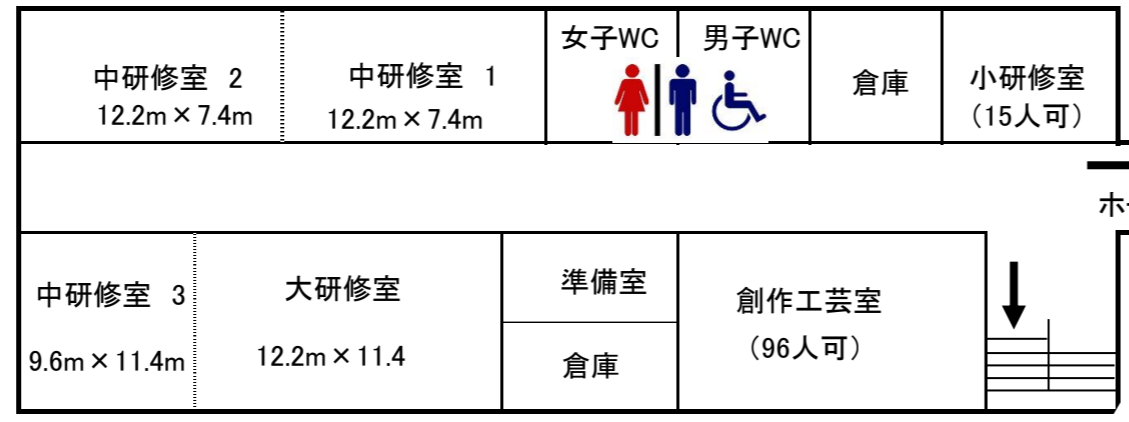 中研修室 2
12.2m×7.4m
中研修室 1
12.2m×7.4m
女子WC
男子WC
倉庫
小研修室
（15人可）
中研修室 3
9.6m×11.4m
大研修室
12.2m×11.4
準備室
倉庫
創作工芸室
（96人可）